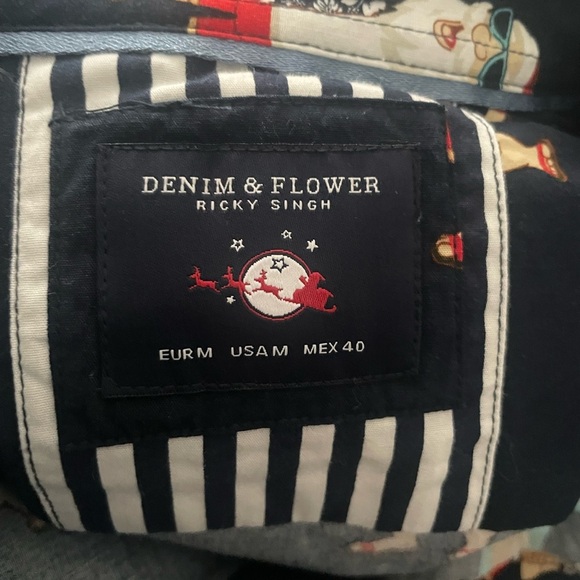 DENIM & FLOWER
RICKY SINGH
EUR M USA M MEX 40